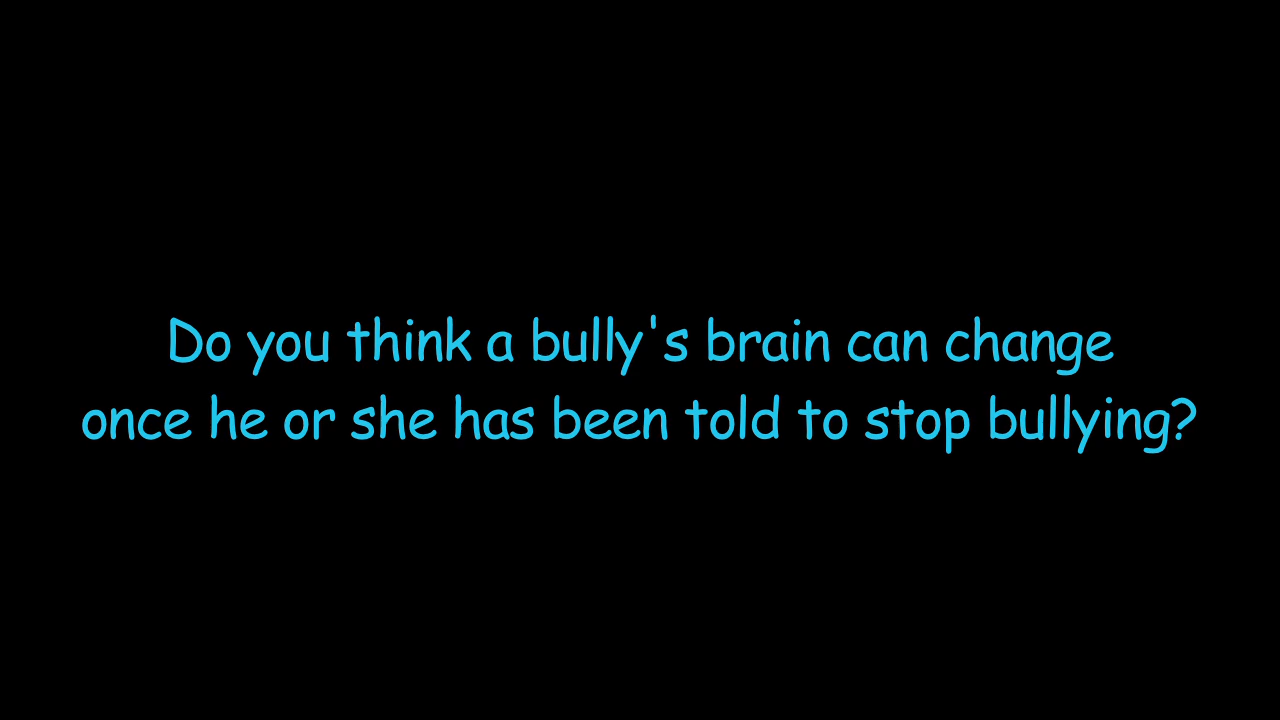 Do you think a bully's brain can change
once he or she has been told to stop bullying?